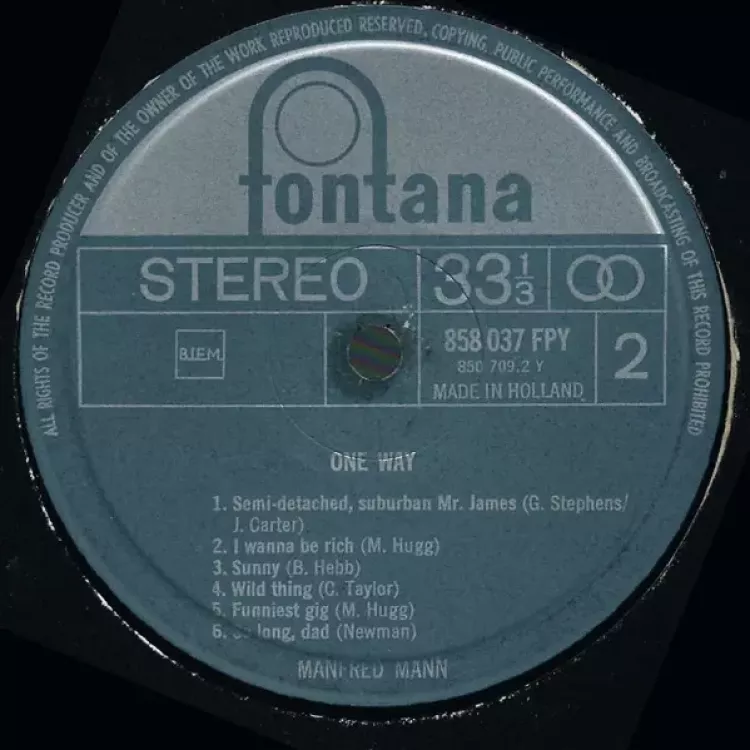 ALL RIGHTS OF THE RECORD PRODUCER AND OF THE OWNER OF THE WORK REPRODUCED RESERVED, COPYING, PUBLIC PERFORMANCE AND BROADCASTING OF THIS RECORD PROHIBITED
fontana
STEREO 33 1/3
B.I.E.M. 858 037 FPY 2
850 709.2 Y
MADE IN HOLLAND
ONE WAY
1. Semi-detached, suburban Mr. James (G. Stephens/
J. Carter)
2. I wanna be rich (M. Hugg)
3. Sunny (B. Hebb)
4. Wild thing (C. Taylor)
5. Funniest gig (M. Hugg)
6. So long, dad (Newman)
MANFRED MANN